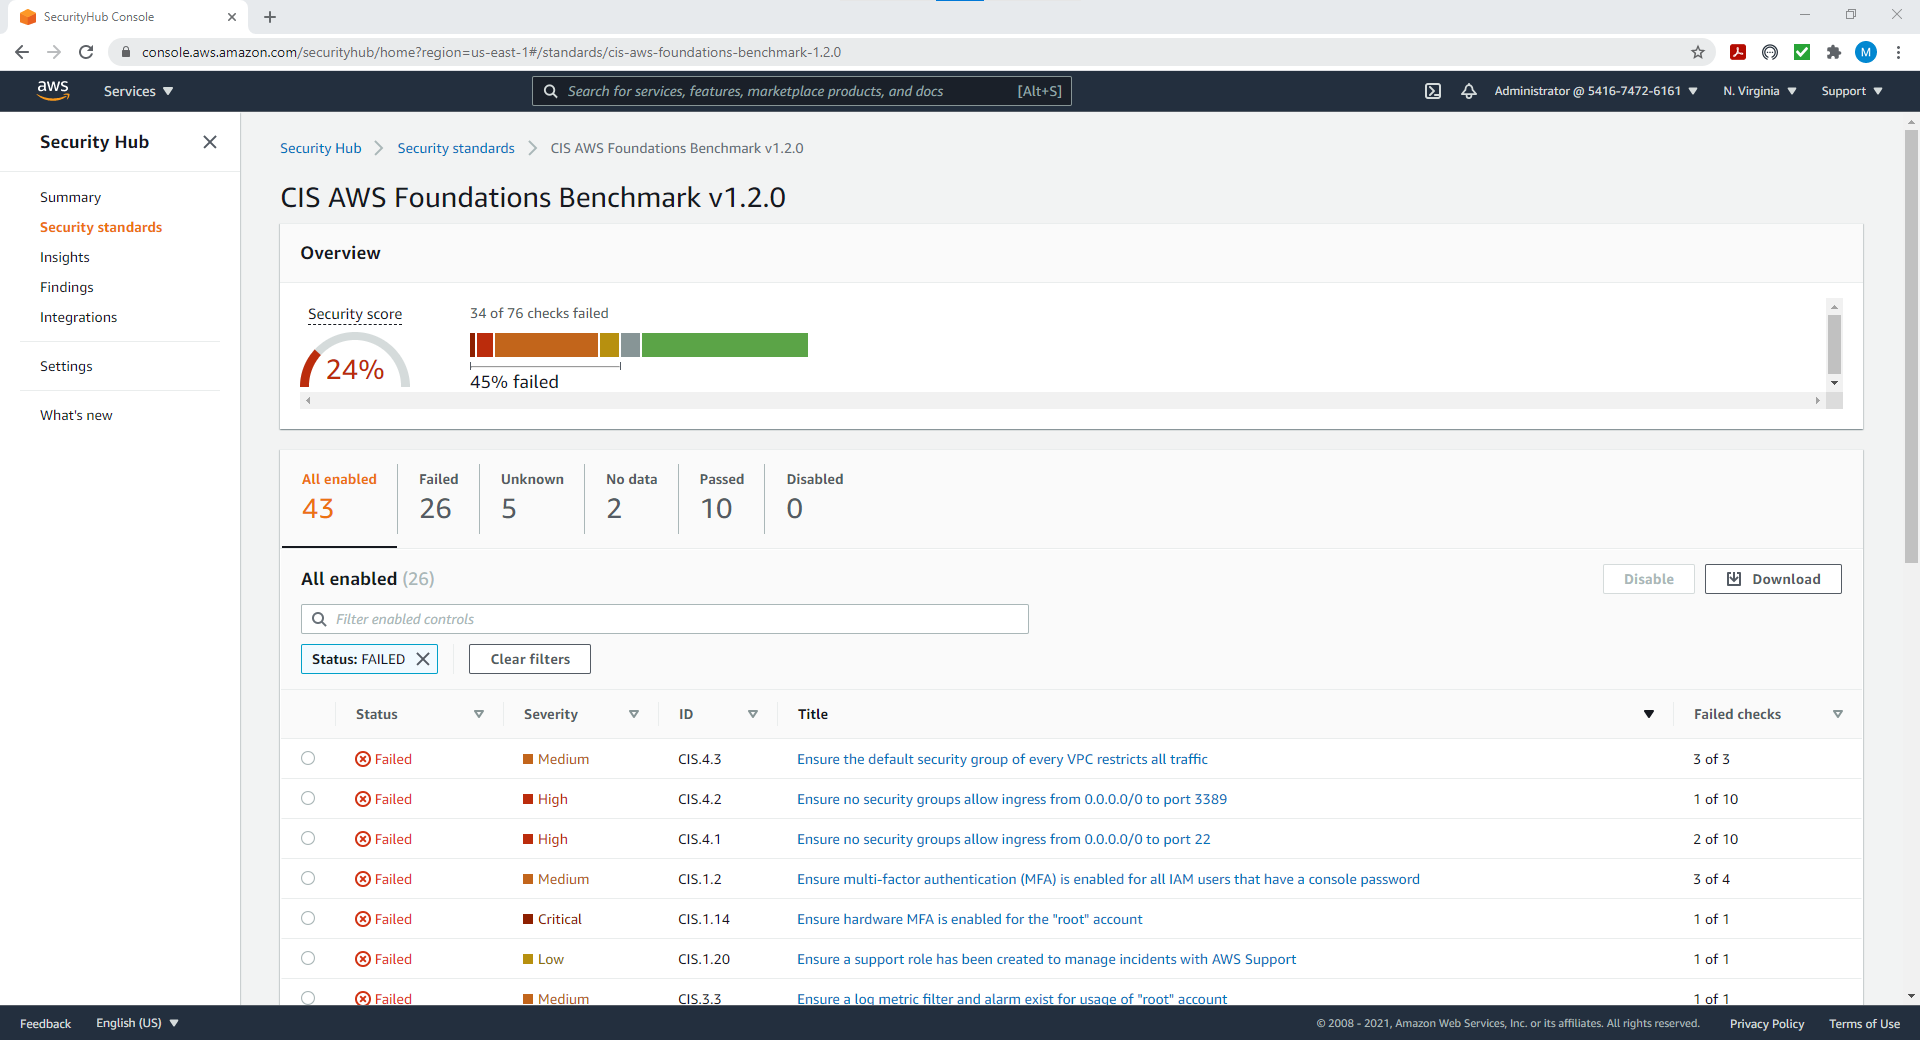 SecurityHub Console
console.aws.amazon.com/securityhub/home?region=us-east-1#/standards/cis-aws-foundations-benchmark-1.2.0
M
aws
Services
Search for services, features, marketplace products, and docs
[Alt+S]
Administrator @ 5416-7472-6161
N. Virginia
Support
Security Hub
Summary
Security standards
Insights
Findings
Integrations
Settings
What's new
Security Hub
Security standards
CIS AWS Foundations Benchmark v1.2.0
CIS AWS Foundations Benchmark v1.2.0
Overview
Security score
24%
34 of 76 checks failed
45% failed
All enabled
43
Failed
26
Unknown
5
No data
2
Passed
10
Disabled
0
All enabled (26)
Disable
Download
Filter enabled controls
Status: FAILED
Clear filters
Status Severity ID Title Failed checks
Failed Medium CIS.4.3 Ensure the default security group of every VPC restricts all traffic 3 of 3
Failed High CIS.4.2 Ensure no security groups allow ingress from 0.0.0.0/0 to port 3389 1 of 10
Failed High CIS.4.1 Ensure no security groups allow ingress from 0.0.0.0/0 to port 22 2 of 10
Failed Medium CIS.1.2 Ensure multi-factor authentication (MFA) is enabled for all IAM users that have a console password 3 of 4
Failed Critical CIS.1.14 Ensure hardware MFA is enabled for the "root" account 1 of 1
Failed Low CIS.1.20 Ensure a support role has been created to manage incidents with AWS Support 1 of 1
Failed Medium CIS.3.3 Ensure a log metric filter and alarm exist for usage of "root" account 1 of 1
Feedback
English (US)
© 2008 - 2021, Amazon Web Services, Inc. or its affiliates. All rights reserved.
Privacy Policy
Terms of Use